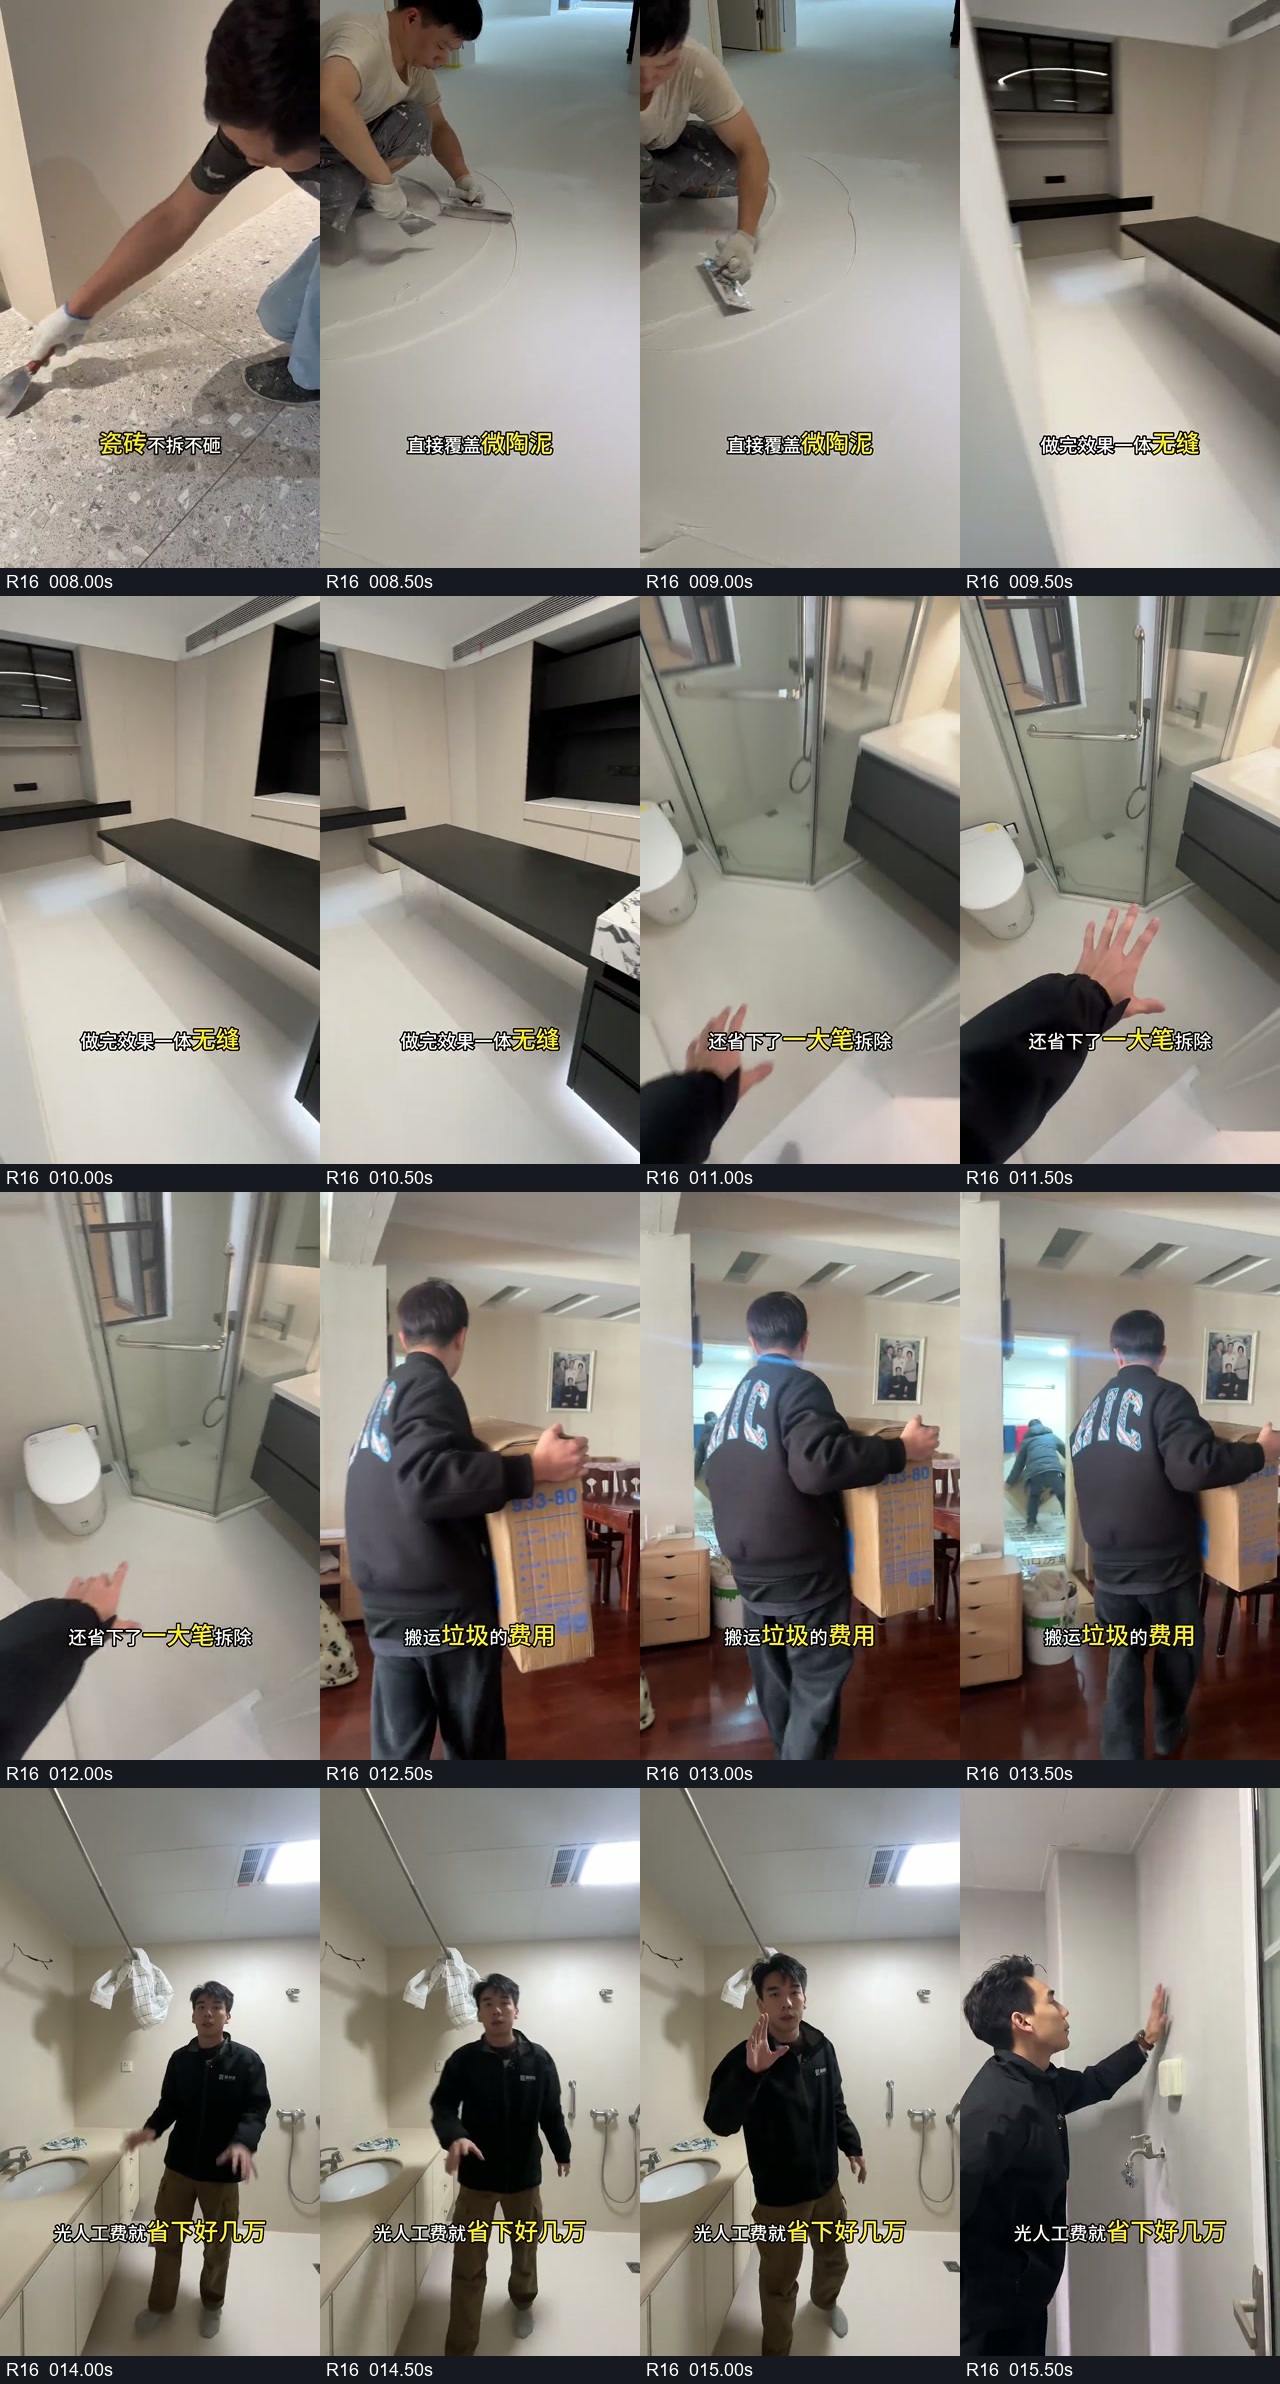 瓷砖不拆不砸
直接覆盖微陶泥
直接覆盖微陶泥
做完效果一体无缝
R16 008.00s
R16 008.50s
R16 009.00s
R16 009.50s
做完效果一体无缝
做完效果一体无缝
还省下了一大笔拆除
还省下了一大笔拆除
R16 010.00s
R16 010.50s
R16 011.00s
R16 011.50s
933-80
33-80
还省下了一大笔拆除
搬运垃圾的费用
搬运垃圾的费用
搬运垃圾的费用
R16 012.00s
R16 012.50s
R16 013.00s
R16 013.50s
光人工费就省下好几万
光人工费就省下好几万
光人工费就省下好几万
光人工费就省下好几万
R16 014.00s
R16 014.50s
R16 015.00s
R16 015.50s